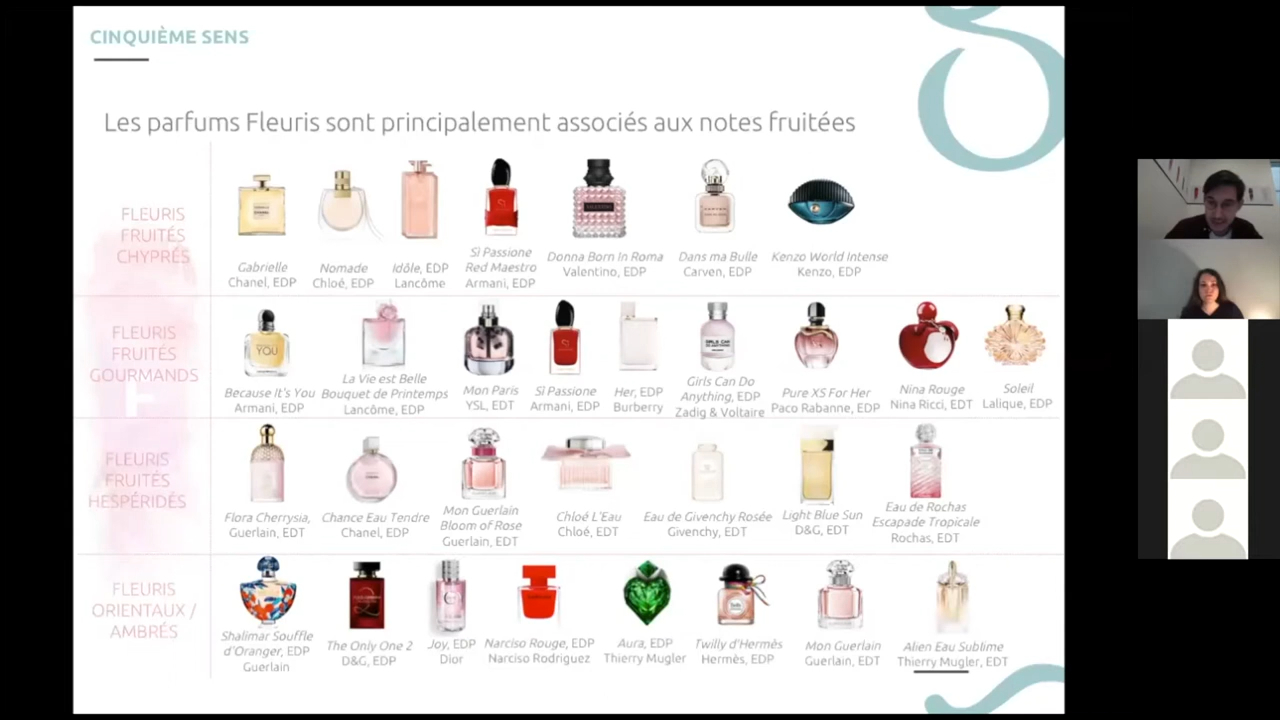 CINQUIÈME SENS
Les parfums Fleuris sont principalement associés aux notes fruitées
FLEURIS
FRUITÉS
CHYPRÉS
Gabrielle
Chanel, EDP
Nomade
Chloé, EDP
Idôle, EDP
Lancôme
Sì Passione
Red Maestro
Armani, EDP
Donna Born In Roma
Valentino, EDP
Dans ma Bulle
Carven, EDP
Kenzo World Intense
Kenzo, EDP
FLEURIS
FRUITÉS
GOURMANDS
YOU
Because It's You
Armani, EDP
La Vie est Belle
Bouquet de Printemps
Lancôme, EDP
Mon Paris
YSL, EDT
Sì Passione
Armani, EDP
Her, EDP
Burberry
GIRLS CAN
Girls Can Do
Anything, EDP
Zadig & Voltaire
Pure XS For Her
Paco Rabanne, EDP
Nina Rouge
Nina Ricci, EDT
Soleil
Lalique, EDP
FLEURIS
FRUITÉS
HESPÉRIDÉS
Flora Cherrysia,
Guerlain, EDT
Chance Eau Tendre
Chanel, EDP
Mon Guerlain
Bloom of Rose
Guerlain, EDT
Chloé L'Eau
Chloé, EDT
Eau de Givenchy Rosée
Givenchy, EDT
Light Blue Sun
D&G, EDT
Eau de Rochas
Escapade Tropicale
Rochas, EDT
FLEURIS
ORIENTAUX /
AMBRÉS
Shalimar Souffle
d'Oranger, EDP
Guerlain
The Only One 2
D&G, EDP
Joy, EDP
Dior
Narciso Rouge, EDP
Narciso Rodriguez
Aura, EDP
Thierry Mugler
Twilly d'Hermès
Hermès, EDP
Mon Guerlain
Guerlain, EDT
Alien Eau Sublime
Thierry Mugler, EDT